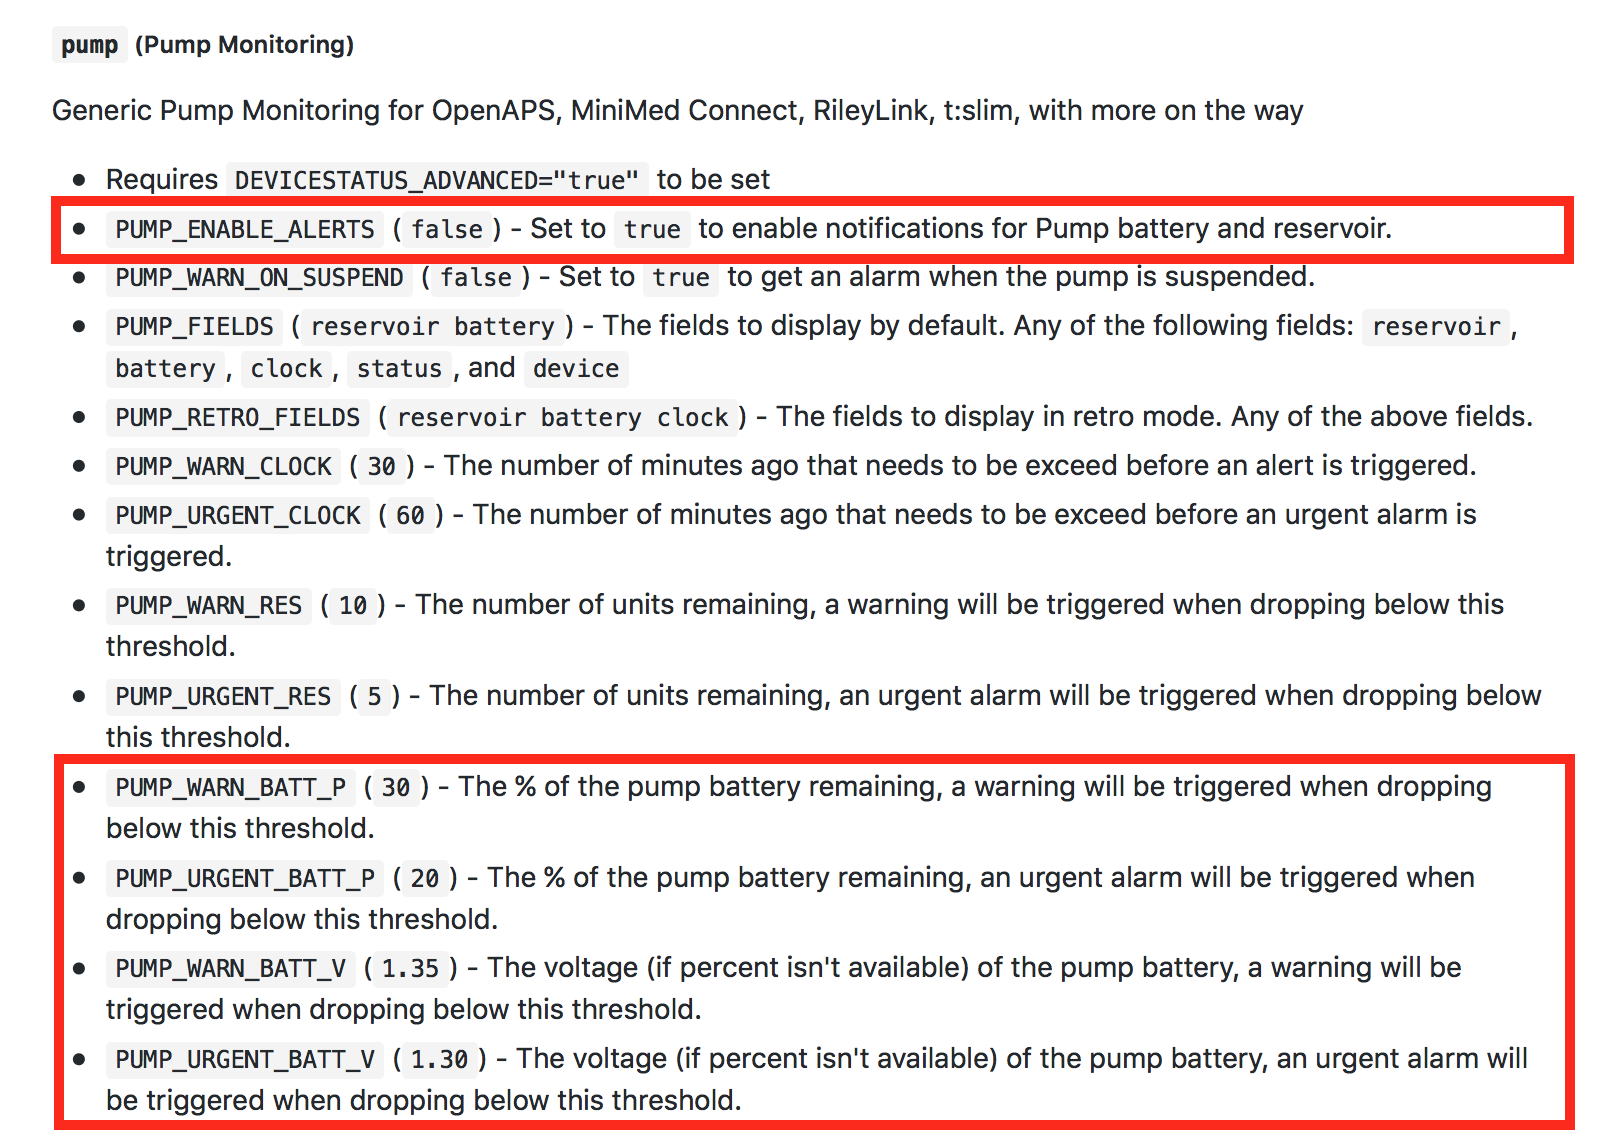 pump (Pump Monitoring)
Generic Pump Monitoring for OpenAPS, MiniMed Connect, RileyLink, t:slim, with more on the way
• Requires DEVICESTATUS_ADVANCED="true" to be set
• PUMP_ENABLE_ALERTS (false) - Set to true to enable notifications for Pump battery and reservoir.
• PUMP_WARN_ON_SUSPEND (false) - Set to true to get an alarm when the pump is suspended.
• PUMP_FIELDS (reservoir battery) - The fields to display by default. Any of the following fields: reservoir,
battery, clock, status, and device
• PUMP_RETRO_FIELDS (reservoir battery clock) - The fields to display in retro mode. Any of the above fields.
• PUMP_WARN_CLOCK (30) - The number of minutes ago that needs to be exceed before an alert is triggered.
• PUMP_URGENT_CLOCK (60) - The number of minutes ago that needs to be exceed before an urgent alarm is
triggered.
• PUMP_WARN_RES (10) - The number of units remaining, a warning will be triggered when dropping below this
threshold.
• PUMP_URGENT_RES (5) - The number of units remaining, an urgent alarm will be triggered when dropping below
this threshold.
• PUMP_WARN_BATT_P (30) - The % of the pump battery remaining, a warning will be triggered when dropping
below this threshold.
• PUMP_URGENT_BATT_P (20) - The % of the pump battery remaining, an urgent alarm will be triggered when
dropping below this threshold.
• PUMP_WARN_BATT_V (1.35) - The voltage (if percent isn't available) of the pump battery, a warning will be
triggered when dropping below this threshold.
• PUMP_URGENT_BATT_V (1.30) - The voltage (if percent isn't available) of the pump battery, an urgent alarm will
be triggered when dropping below this threshold.